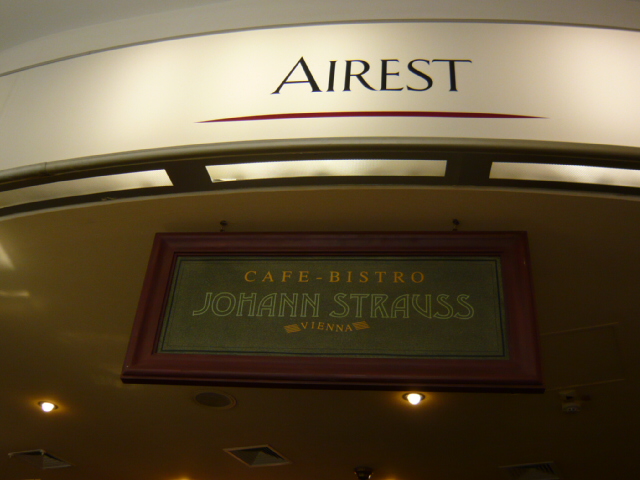 AIREST
CAFE-BISTRO
JOHANN STRAUSS
VIENNA